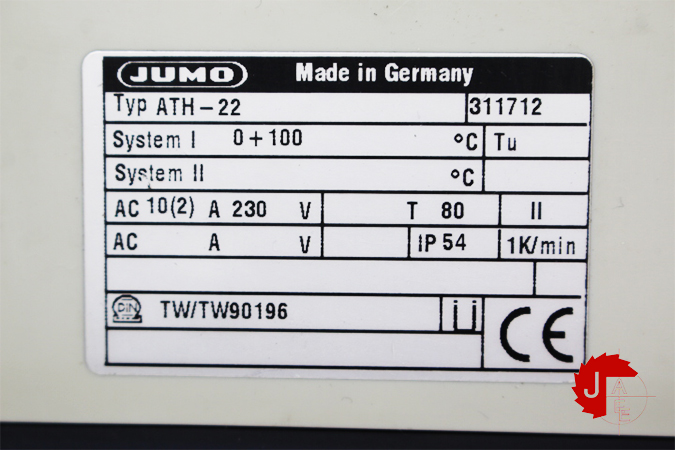 JUMO Made in Germany
Typ ATH-22 311712
System I 0+100 °C Tu
System II °C
AC 10(2) A 230 V T 80 II
AC A V IP 54 1K/min
DIN TW/TW90196 Ü CE
J